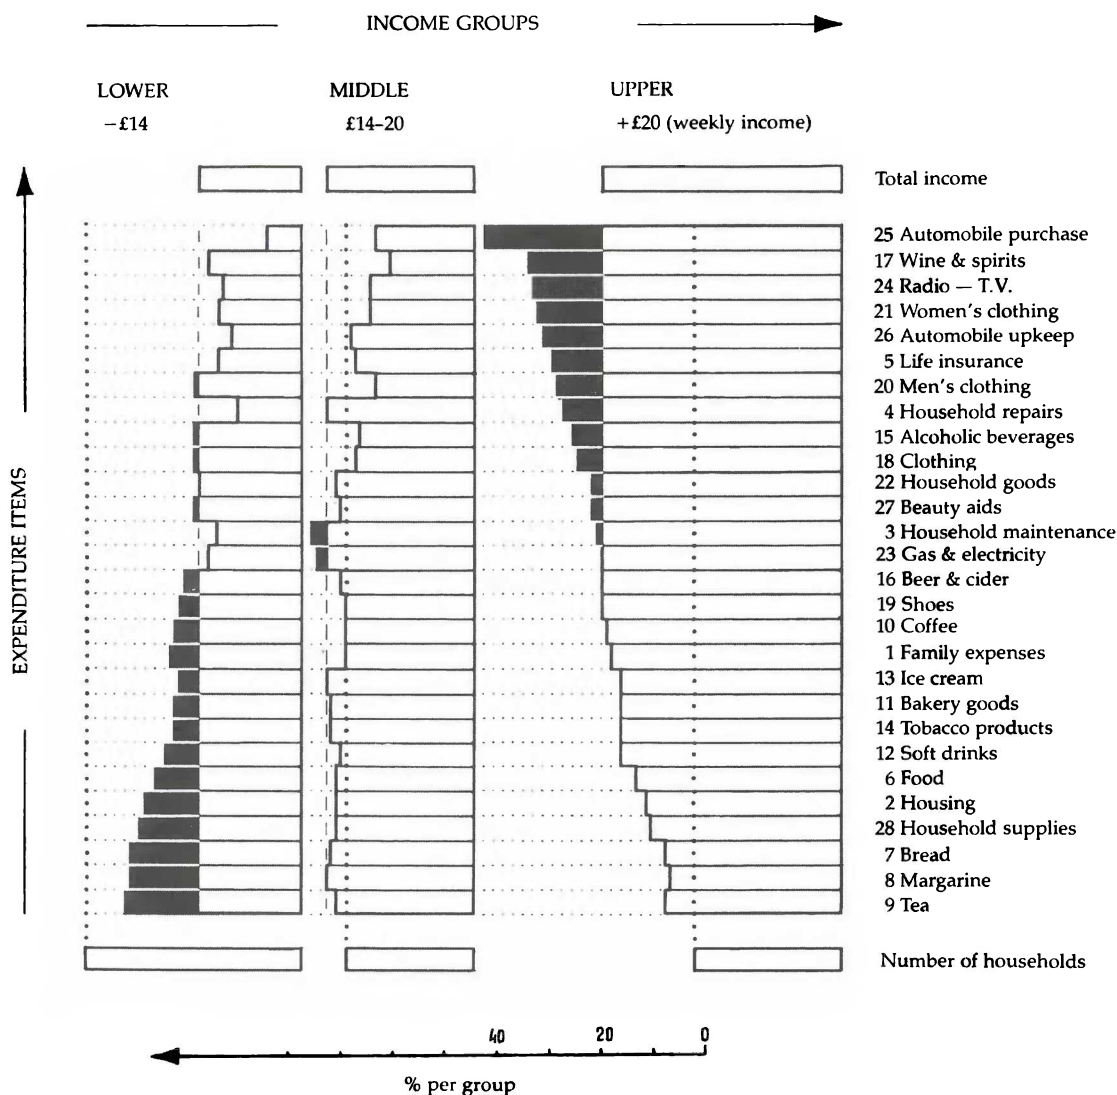 INCOME GROUPS
LOWER MIDDLE UPPER
−£14 £14–20 +£20 (weekly income)
Total income
25 Automobile purchase
17 Wine & spirits
24 Radio — T.V.
21 Women's clothing
26 Automobile upkeep
5 Life insurance
20 Men's clothing
4 Household repairs
15 Alcoholic beverages
18 Clothing
22 Household goods
27 Beauty aids
3 Household maintenance
23 Gas & electricity
16 Beer & cider
19 Shoes
10 Coffee
1 Family expenses
13 Ice cream
11 Bakery goods
14 Tobacco products
12 Soft drinks
6 Food
2 Housing
28 Household supplies
7 Bread
8 Margarine
9 Tea
EXPENDITURE ITEMS
Number of households
40 20 0
% per group